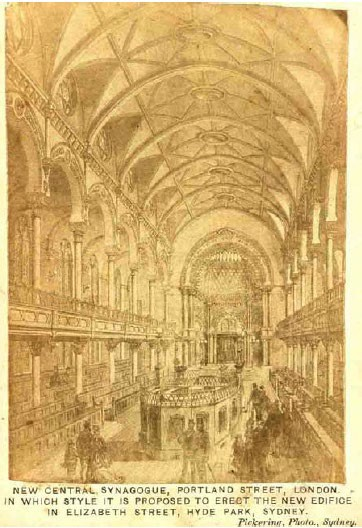 NEW CENTRAL SYNAGOGUE, PORTLAND STREET, LONDON.
IN WHICH STYLE IT IS PROPOSED TO ERECT THE NEW EDIFICE
IN ELIZABETH STREET, HYDE PARK, SYDNEY.
Pickering, Photo., Sydney.